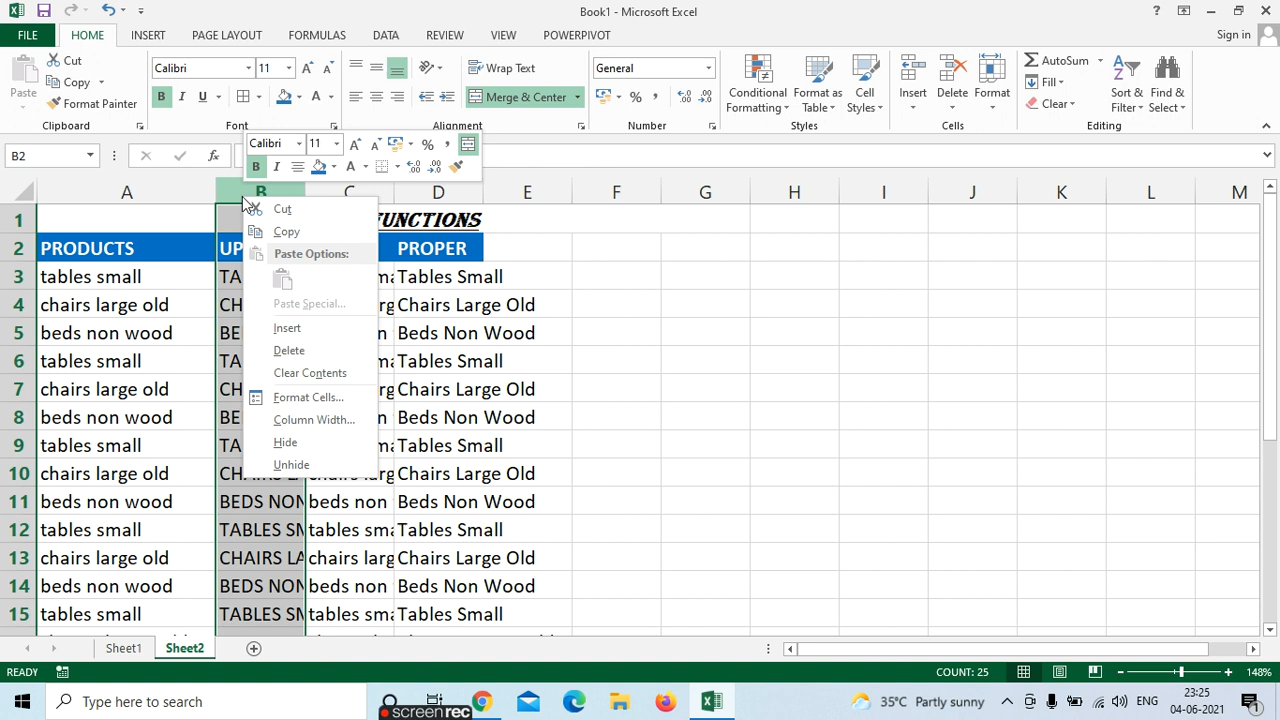 Book1 - Microsoft Excel
?
FILE HOME INSERT PAGE LAYOUT FORMULAS DATA REVIEW VIEW POWERPIVOT Sign in
Cut
Copy
Format Painter
Paste
Clipboard
Calibri 11
B I U A
Font
Wrap Text
Merge & Center
Alignment
General
%
Number
Conditional Formatting
Format as Table
Cell Styles
Styles
Insert Delete Format
Cells
AutoSum
Fill
Clear
Sort & Filter
Find & Select
Editing
Calibri 11 A A %
B I A
B2 fx
A B C D E F G H I J K L M
1 FUNCTIONS
2 PRODUCTS UP PROPER
3 tables small TA Tables Small
4 chairs large old CH Chairs Large Old
5 beds non wood BE Beds Non Wood
6 tables small TA Tables Small
7 chairs large old CH Chairs Large Old
8 beds non wood BE Beds Non Wood
9 tables small TA Tables Small
10 chairs large old Chairs Large Old
11 beds non wood BEDS NON beds non Beds Non Wood
12 tables small TABLES SM tables sma Tables Small
13 chairs large old CHAIRS LA chairs larg Chairs Large Old
14 beds non wood BEDS NON beds non Beds Non Wood
15 tables small TABLES SM tables sma Tables Small
Cut
Copy
Paste Options:
Paste Special...
Insert
Delete
Clear Contents
Format Cells...
Column Width...
Hide
Unhide
Sheet1 Sheet2
READY COUNT: 25 148%
Type here to search
screenrec
35°C Partly sunny
ENG
23:25
04-06-2021
1